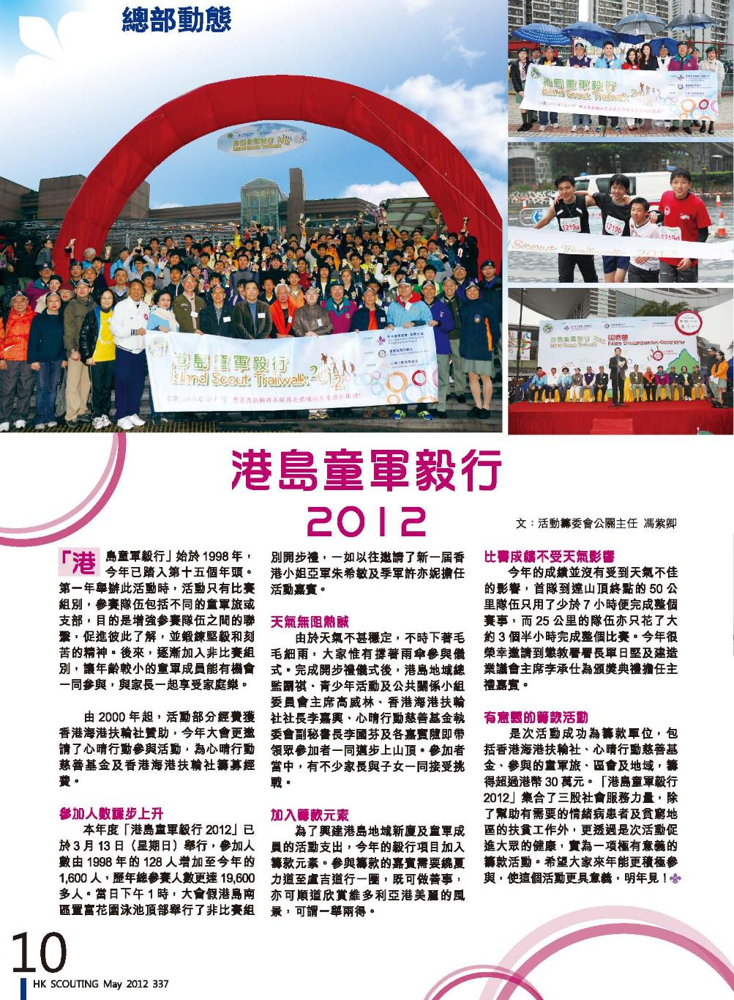 總部動態
港島童軍毅行
Island Scout Trailwalk 2012
港島童軍毅行
Island Scout Trailwalk 2012
港島童軍毅行 2012
Island Scout Trailwalk
1219a
1219b
1219d
Scout Trailwalk 2012
港島童軍毅行 2012 頒獎禮
Prize Presentation Ceremony
港島童軍毅行
2012
文：活動籌委會公關主任 馮紫卿
「港島童軍毅行」始於 1998 年，
今年已踏入第十五個年頭。
第一年舉辦此活動時，活動只有比賽
組別，參賽隊伍包括不同的童軍旅或
支部，目的是增強參賽隊伍之間的聯
繫，促進彼此了解，並鍛鍊堅毅和刻
苦的精神。後來，逐漸加入非比賽組
別，讓年齡較小的童軍成員能有機會
一同參與，與家長一起享受家庭樂。
由 2000 年起，活動部分經費獲
香港海港扶輪社贊助，今年大會更邀
請了心晴行動參與活動，為心晴行動
慈善基金及香港海港扶輪社籌募經
費。
參加人數穩步上升
本年度「港島童軍毅行 2012」已
於 3 月 13 日（星期日）舉行，參加人
數由 1998 年的 128 人增加至今年的
1,600 人，歷年總參賽人數更達 19,600
多人。當日下午 1 時，大會假港島南
區置富花園泳池頂部舉行了非比賽組
別開步禮，一如以往邀請了新一屆香
港小姐亞軍朱希敏及季軍許亦妮擔任
活動嘉賓。
天氣無阻熱誠
由於天氣不甚穩定，不時下著毛
毛細雨，大家惟有撐著雨傘參與儀
式。完成開步禮儀式後，港島地域總
監關祺、青少年活動及公共關係小組
委員會主席高威林、香港海港扶輪
社社長李嘉興、心晴行動慈善基金執
委會副秘書長李國芬及各嘉賓隨即帶
領眾參加者一同邁步上山頂。參加者
當中，有不少家長與子女一同接受挑
戰。
加入籌款元素
為了興建港島地域新廈及童軍成
員的活動支出，今年的毅行項目加入
籌款元素。參與籌款的嘉賓需要繞夏
力道至盧吉道行一圈，既可做善事，
亦可順道欣賞維多利亞港美麗的風
景，可謂一舉兩得。
比賽成績不受天氣影響
今年的成績並沒有受到天氣不佳
的影響，首隊到達山頂終點的 50 公
里隊伍只用了少於 7 小時便完成整個
賽事，而 25 公里的隊伍亦只花了大
約 3 個半小時完成整個比賽。今年很
榮幸邀請到懲教署署長單日堅及建造
業議會主席李承仕為頒獎典禮擔任主
禮嘉賓。
有意義的籌款活動
是次活動成功為籌款單位，包
括香港海港扶輪社、心晴行動慈善基
金、參與的童軍旅、區會及地域，籌
得超過港幣 30 萬元。「港島童軍毅行
2012」集合了三股社會服務力量，除
了幫助有需要的情緒病患者及貧窮地
區的扶貧工作外，更透過是次活動促
進大眾的健康，實為一項極有意義的
籌款活動。希望大家來年能更積極參
與，使這個活動更具意義，明年見！
10
HK SCOUTING May 2012 337